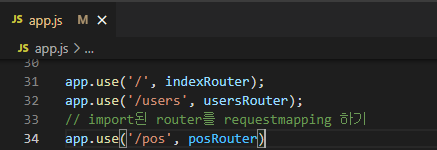 JS app.js M X
JS app.js > ...
30
31 app.use('/', indexRouter);
32 app.use('/users', usersRouter);
33 // import된 router를 requestmapping 하기
34 app.use('/pos', posRouter)